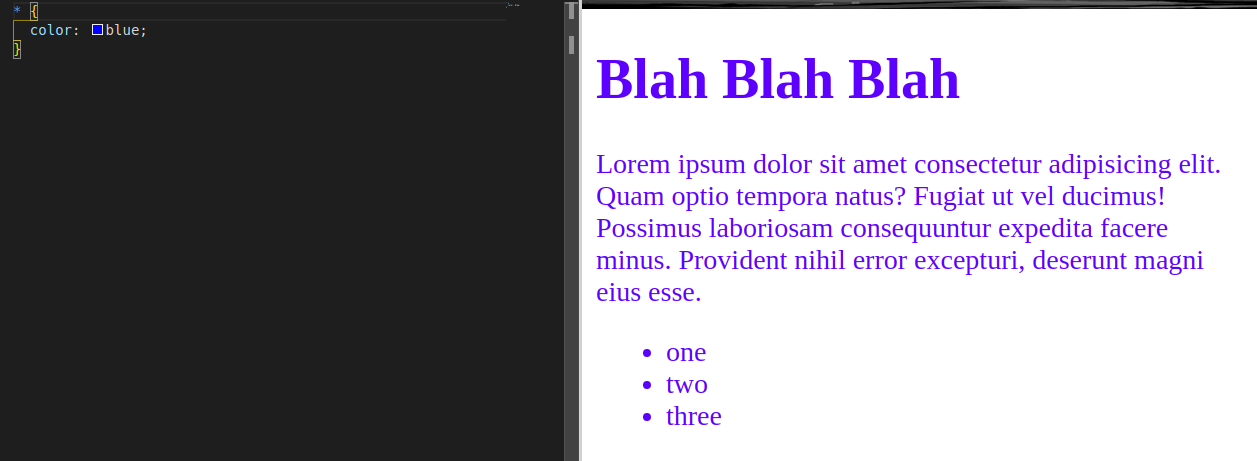 * {
color: blue;
}
Blah Blah Blah
Lorem ipsum dolor sit amet consectetur adipisicing elit.
Quam optio tempora natus? Fugiat ut vel ducimus!
Possimus laboriosam consequuntur expedita facere
minus. Provident nihil error excepturi, deserunt magni
eius esse.
• one
• two
• three